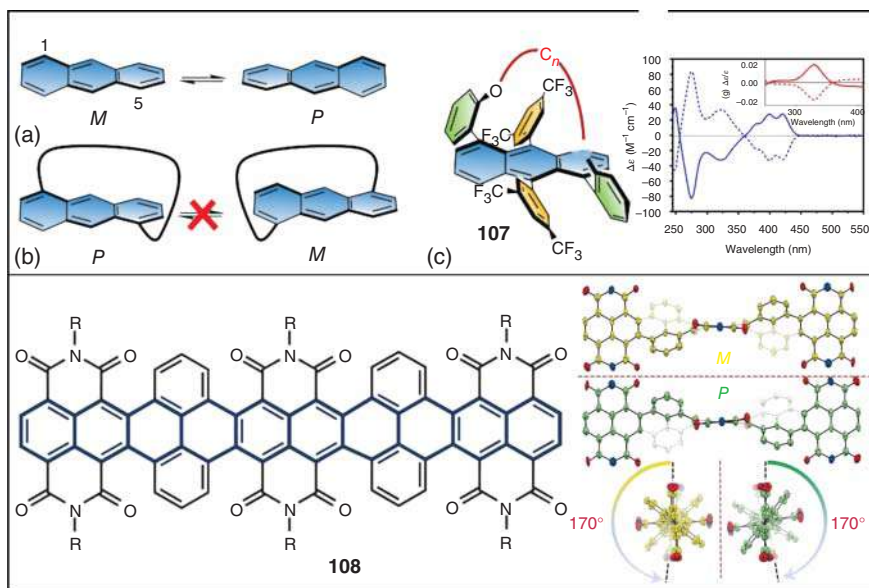 1
5
M
P
(a)
P
M
(b)
Cn
O
CF₃
F₃C
F₃C
CF₃
107
(c)
100
80
60
40
20
0
−20
−40
−60
−80
−100
Δε (M⁻¹ cm⁻¹)
250 300 350 400 450 500 550
Wavelength (nm)
0.02
0.00
−0.02
(g) Δε/ε
300 400
Wavelength (nm)
R R R
O N O O N O O N O
O N O O N O O N O
R R R
108
M
P
170° 170°